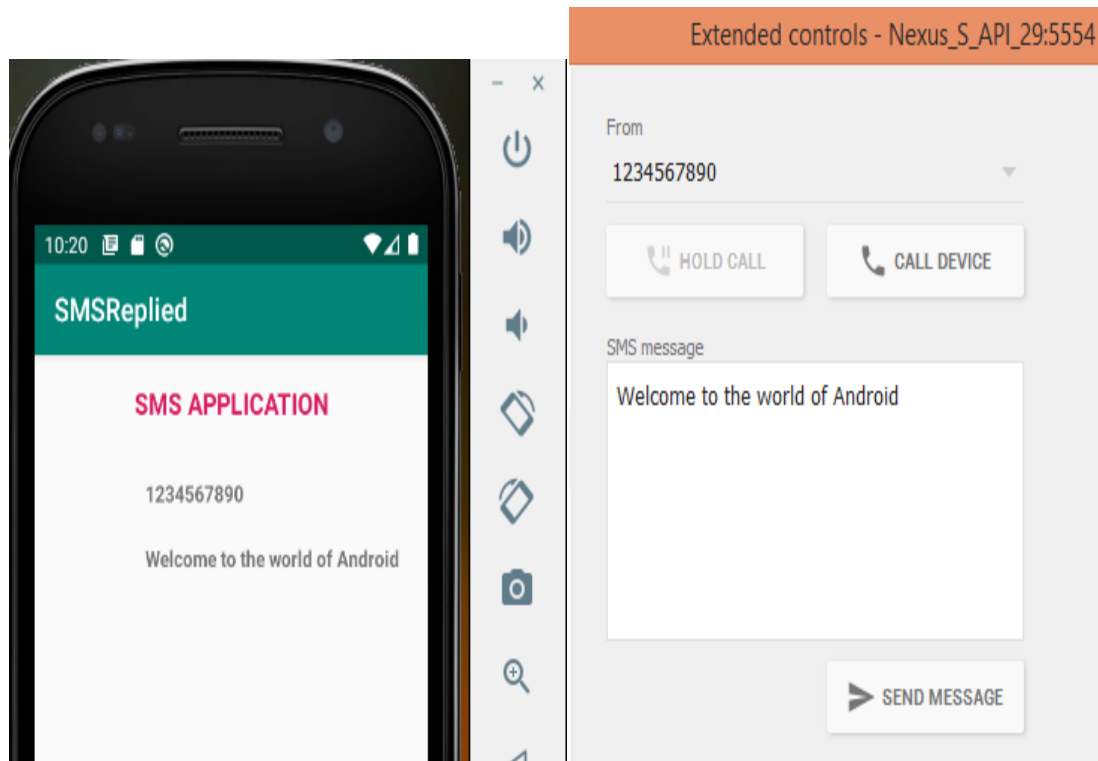 Extended controls - Nexus_S_API_29:5554
10:20
SMSReplied
SMS APPLICATION
1234567890
Welcome to the world of Android
From
1234567890
HOLD CALL
CALL DEVICE
SMS message
Welcome to the world of Android
SEND MESSAGE